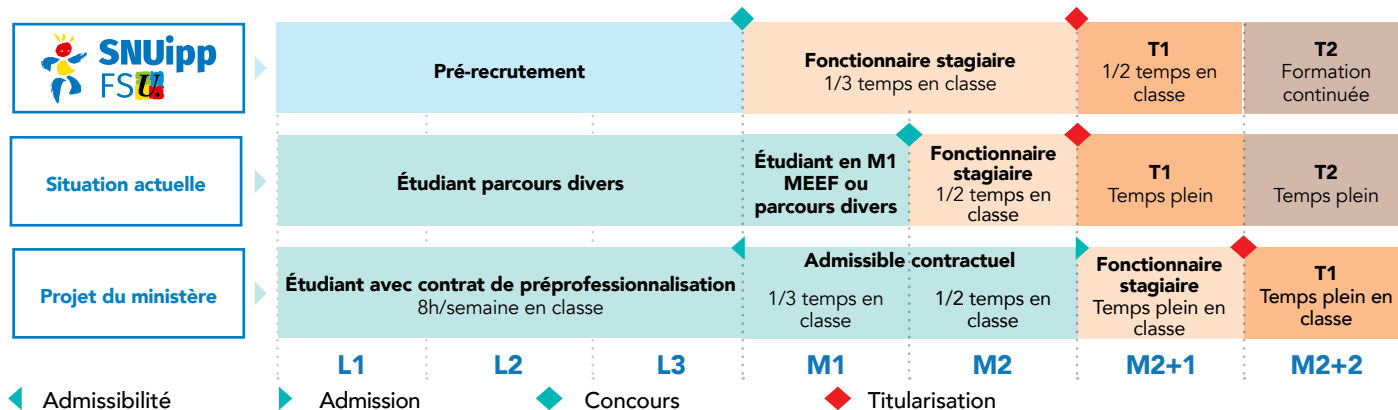 SNUipp
FSU.
Pré-recrutement
Fonctionnaire stagiaire
1/3 temps en classe
T1
1/2 temps en
classe
T2
Formation
continuée
Situation actuelle
Étudiant parcours divers
Étudiant en M1
MEEF ou
parcours divers
Fonctionnaire
stagiaire
1/2 temps en
classe
T1
Temps plein
T2
Temps plein
Projet du ministère
Étudiant avec contrat de préprofessionnalisation
8h/semaine en classe
Admissible contractuel
1/3 temps en
classe
1/2 temps en
classe
Fonctionnaire
stagiaire
Temps plein en
classe
T1
Temps plein en
classe
L1 L2 L3 M1 M2 M2+1 M2+2
Admissibilité Admission Concours Titularisation